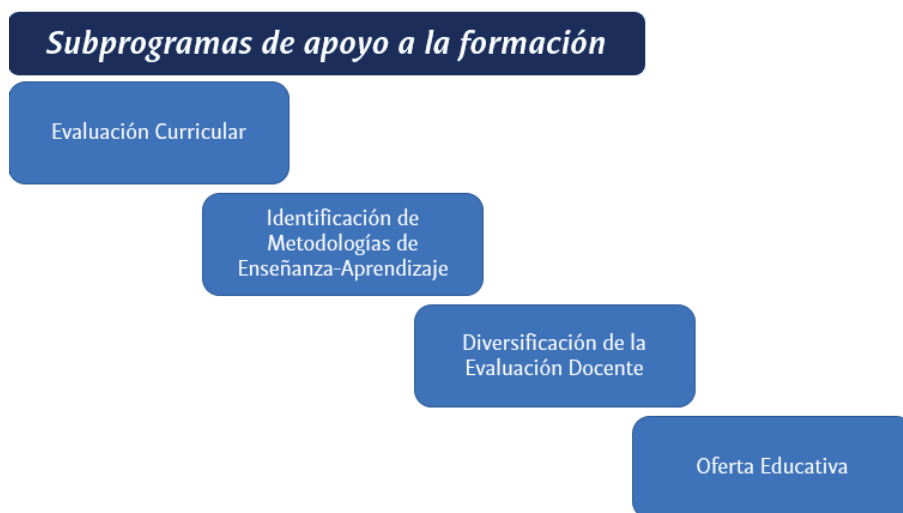 Subprogramas de apoyo a la formación
Evaluación Curricular
Identificación de
Metodologías de
Enseñanza-Aprendizaje
Diversificación de la
Evaluación Docente
Oferta Educativa